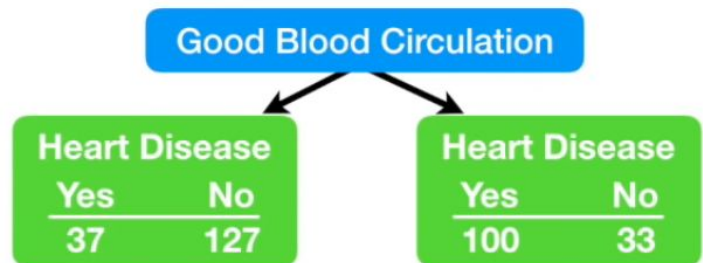 Good Blood Circulation
Heart Disease
Yes No
37 127
Heart Disease
Yes No
100 33